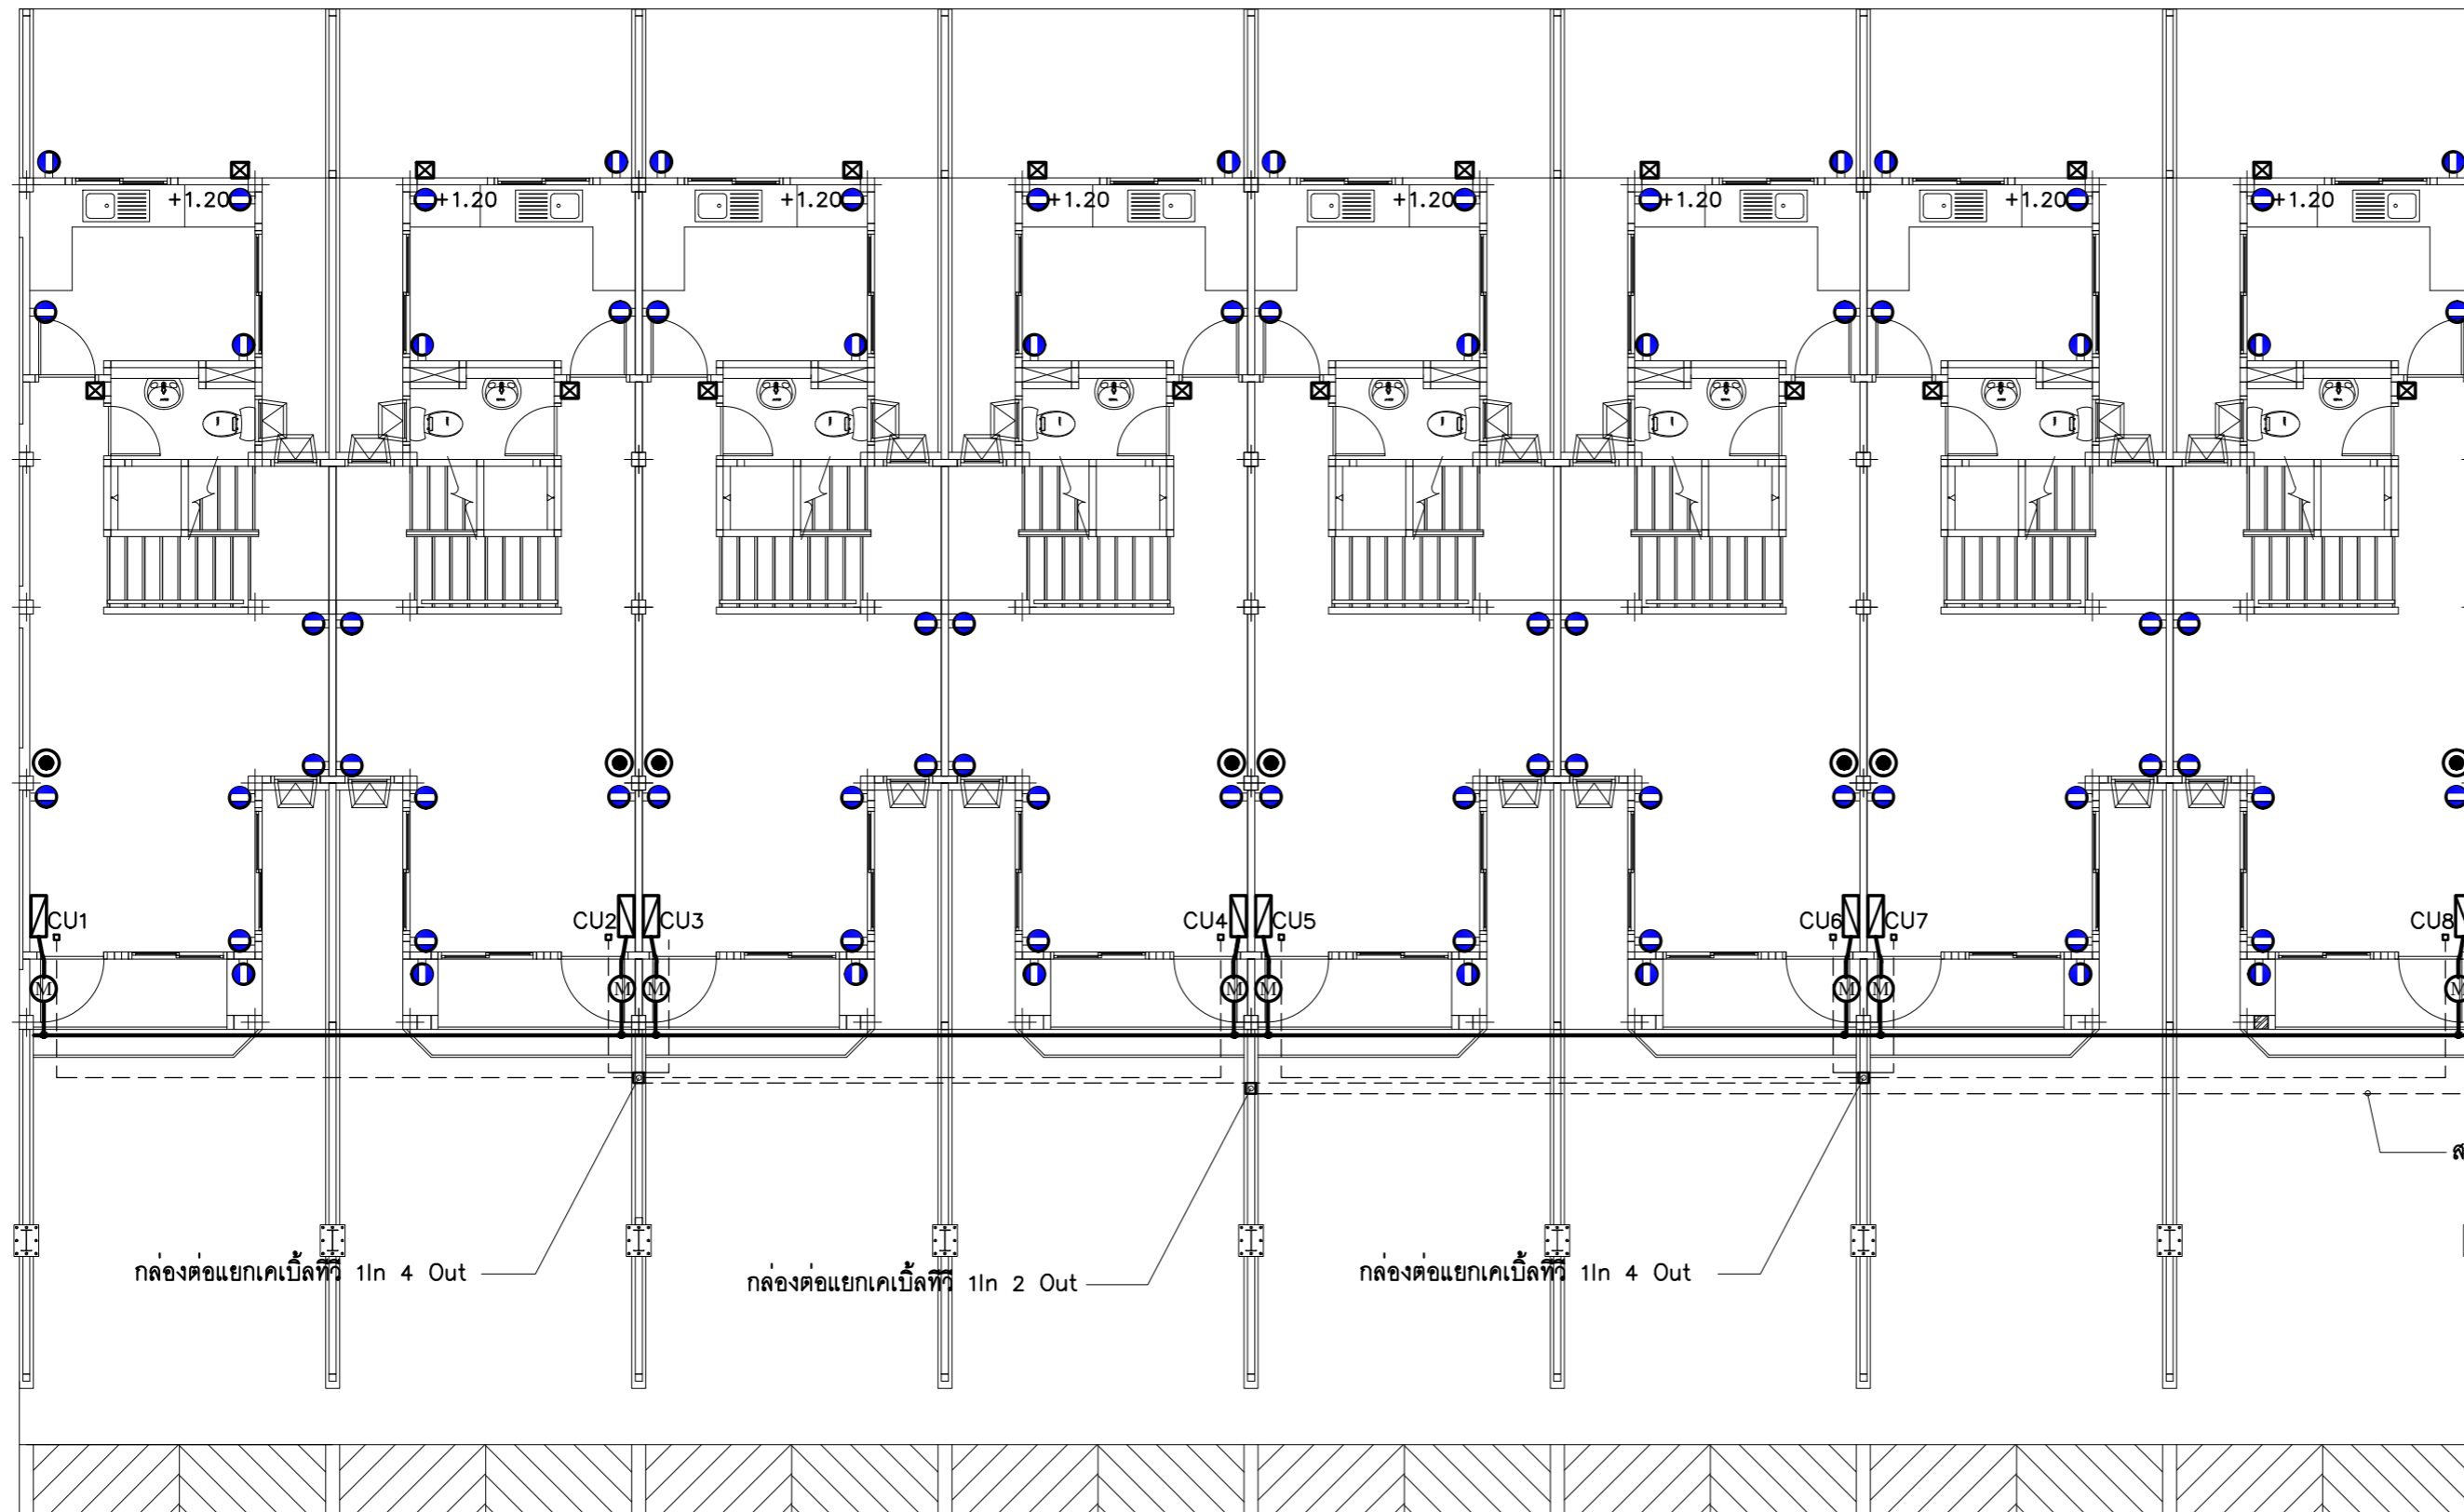 +1.20 +1.20 +1.20 +1.20 +1.20 +1.20 +1.20 +1.20
CU1 CU2 CU3 CU4 CU5 CU6 CU7 CU8
M M M M M M M M
กล่องต่อแยกเคเบิ้ลทีวี 1In 4 Out
กล่องต่อแยกเคเบิ้ลทีวี 1In 2 Out
กล่องต่อแยกเคเบิ้ลทีวี 1In 4 Out